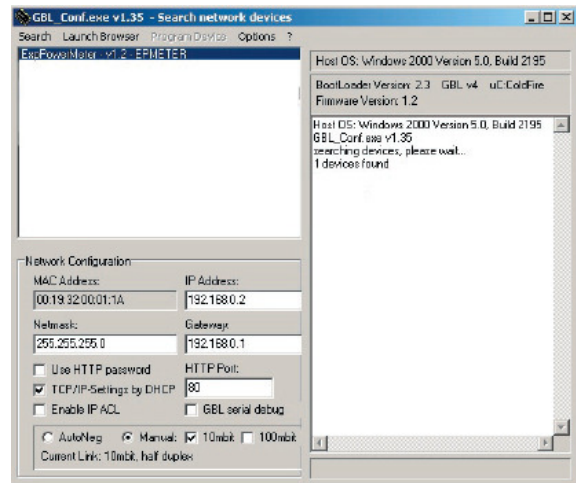 GBL_Conf.exe v1.35 - Search network devices
Search Launch Browser Program Device Options ?
ExpPowerMeter - v1.2 - EPMETER
Host OS: Windows 2000 Version 5.0, Build 2195
BootLoader Version: 2.3 GBL v4 uC:ColdFire
Firmware Version: 1.2
Host OS: Windows 2000 Version 5.0, Build 2195
GBL_Conf.exe v1.35
searching devices, please wait...
1 devices found
Network Configuration
MAC Address:
IP Address:
00:19:32:00:01:1A
192.168.0.2
Netmask:
Gateway:
255.255.255.0
192.168.0.1
Use HTTP password
HTTP Port:
TCP/IP-Settings by DHCP
80
Enable IP ACL
GBL serial debug
AutoNeg Manual: 10mbit 100mbit
Current Link: 10mbit, half duplex